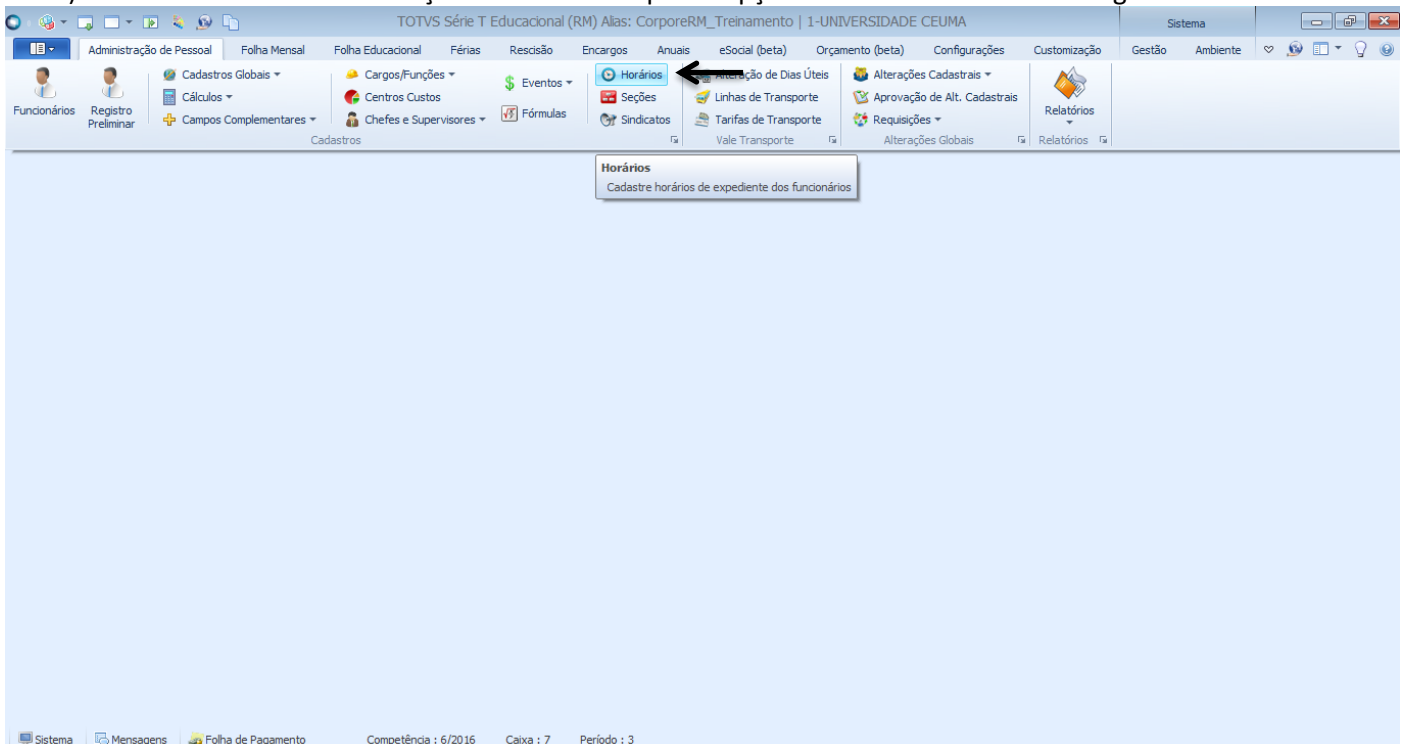 TOTVS Série T Educacional (RM) Alias: CorporeRM_Treinamento | 1-UNIVERSIDADE CEUMA
Sistema
Administração de Pessoal Folha Mensal Folha Educacional Férias Rescisão Encargos Anuais eSocial (beta) Orçamento (beta) Configurações Customização Gestão Ambiente
Funcionários
Registro
Preliminar
Cadastros Globais
Cálculos
Campos Complementares
Cargos/Funções
Centros Custos
Chefes e Supervisores
Eventos
Fórmulas
Horários
Seções
Sindicatos
Cadastros
Alteração de Dias Úteis
Linhas de Transporte
Tarifas de Transporte
Vale Transporte
Alterações Cadastrais
Aprovação de Alt. Cadastrais
Requisições
Alterações Globais
Relatórios
Relatórios
Horários
Cadastre horários de expediente dos funcionários
Sistema Mensagens Folha de Pagamento Competência : 6/2016 Caixa : 7 Período : 3